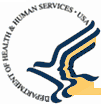 DEPARTMENT OF HEALTH & HUMAN SERVICES • USA